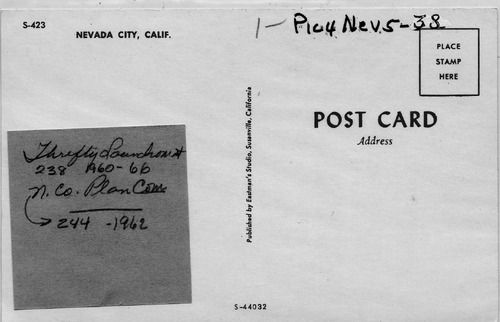 S-423
NEVADA CITY, CALIF.
1- Pic4 Nev.5-38
PLACE
STAMP
HERE
POST CARD
Address
Published by Eastman's Studio, Susanville, California
Thrifty Laundromat
238 1960-66
N. Co. Plan Com
→ 244 -1962
S-44032